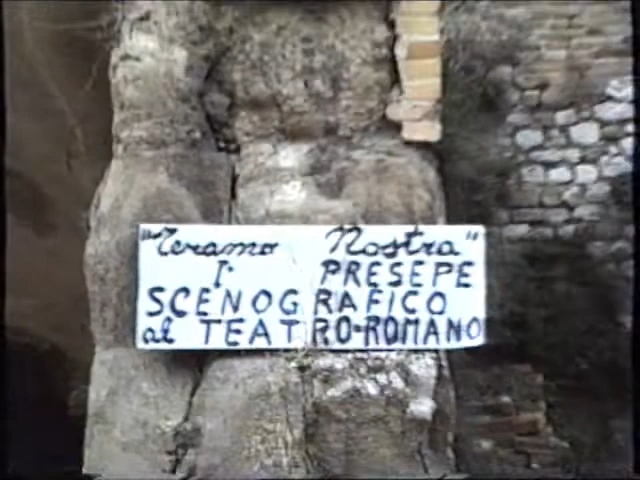 "Teramo Nostra"
I° PRESEPE
SCENOGRAFICO
al TEATRO-ROMANO